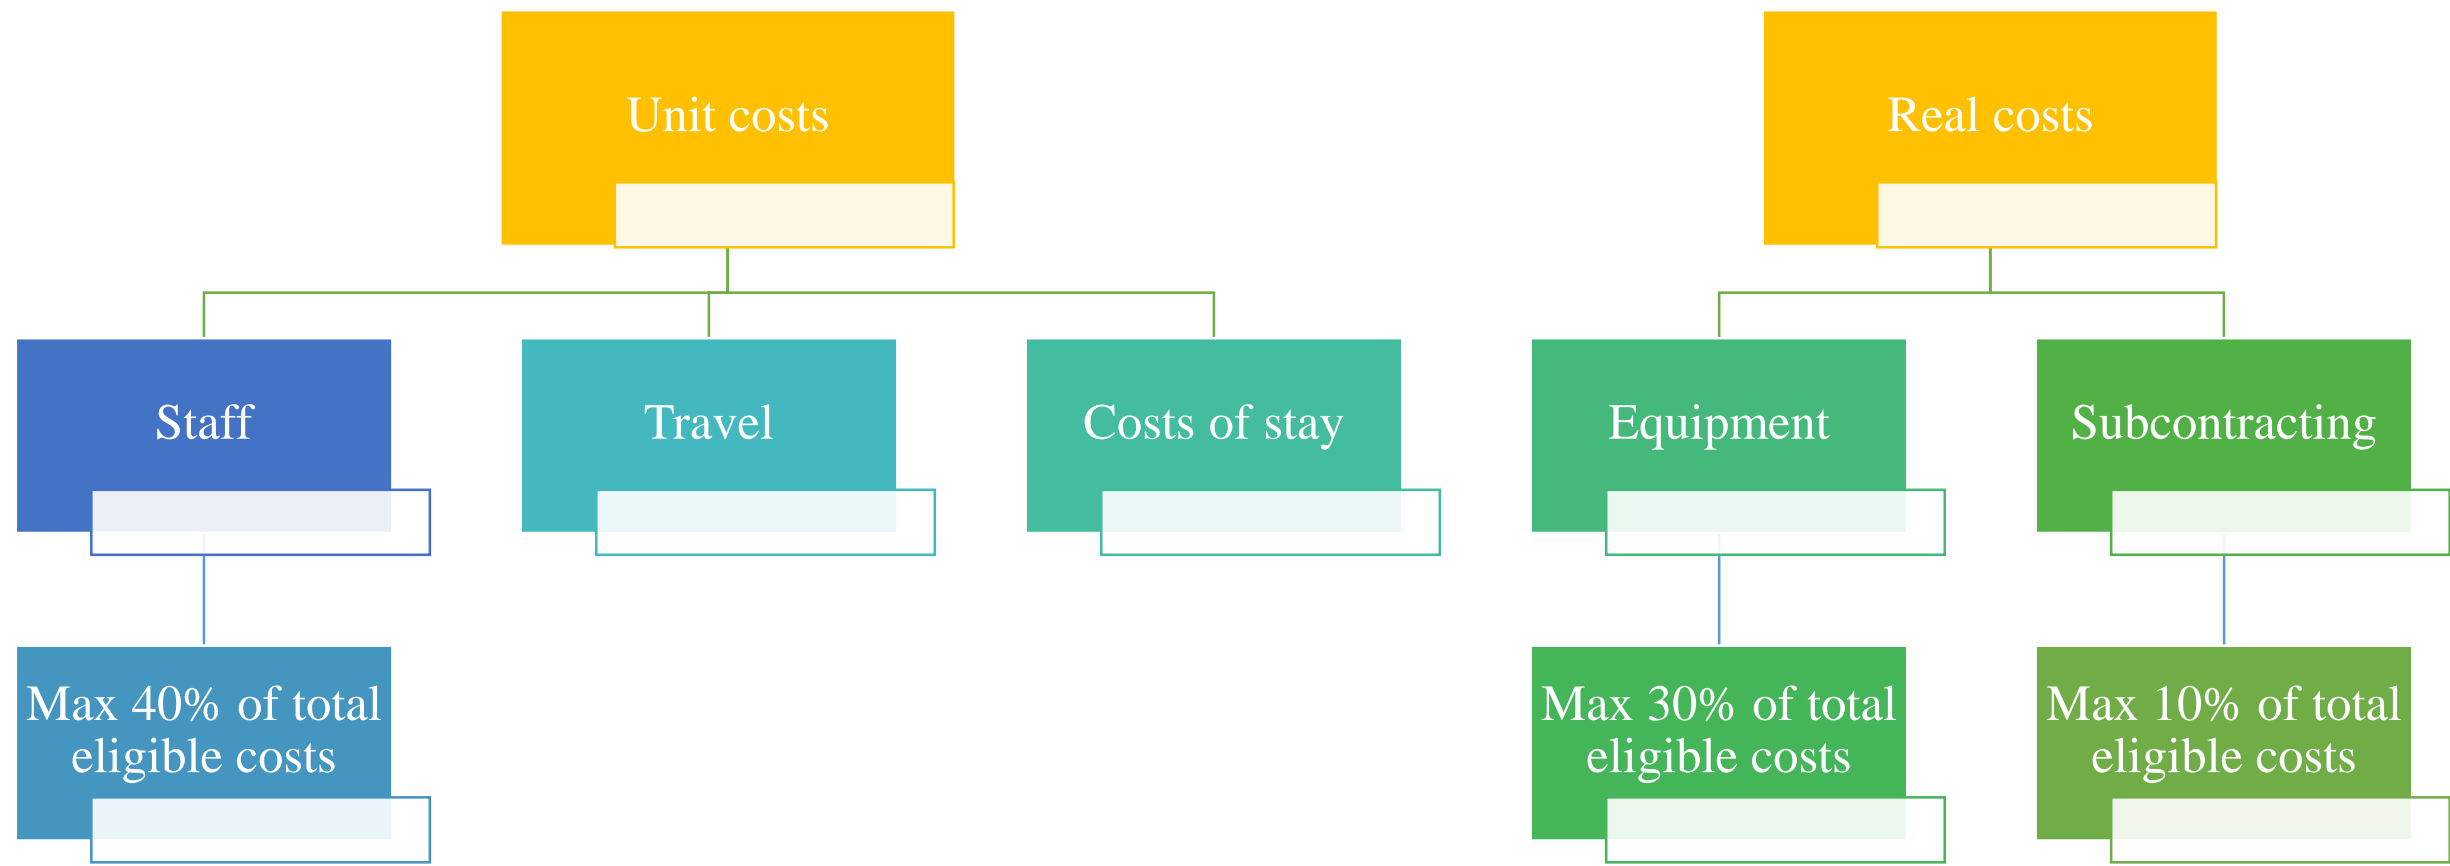 Unit costs
Real costs
Staff
Travel
Costs of stay
Equipment
Subcontracting
Max 40% of total
eligible costs
Max 30% of total
eligible costs
Max 10% of total
eligible costs